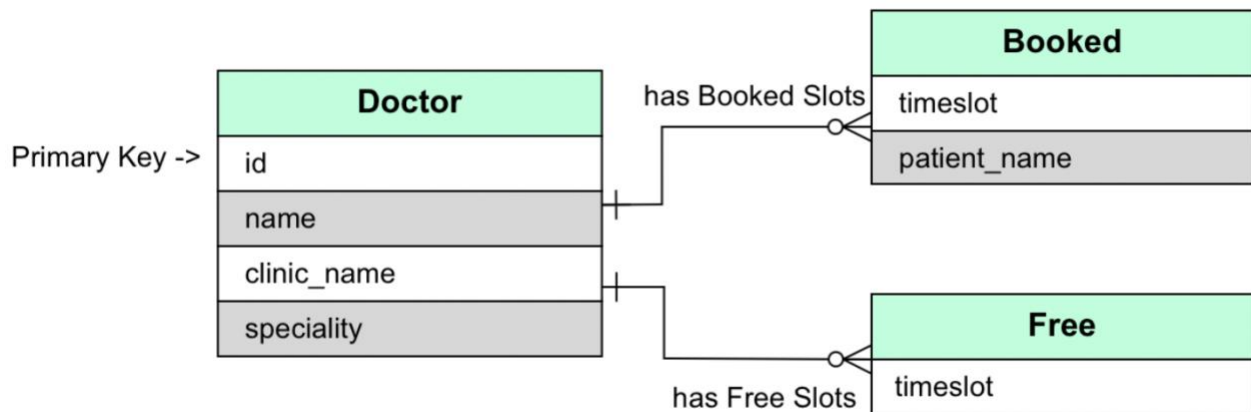 Primary Key ->
Doctor
id
name
clinic_name
speciality
has Booked Slots
Booked
timeslot
patient_name
has Free Slots
Free
timeslot